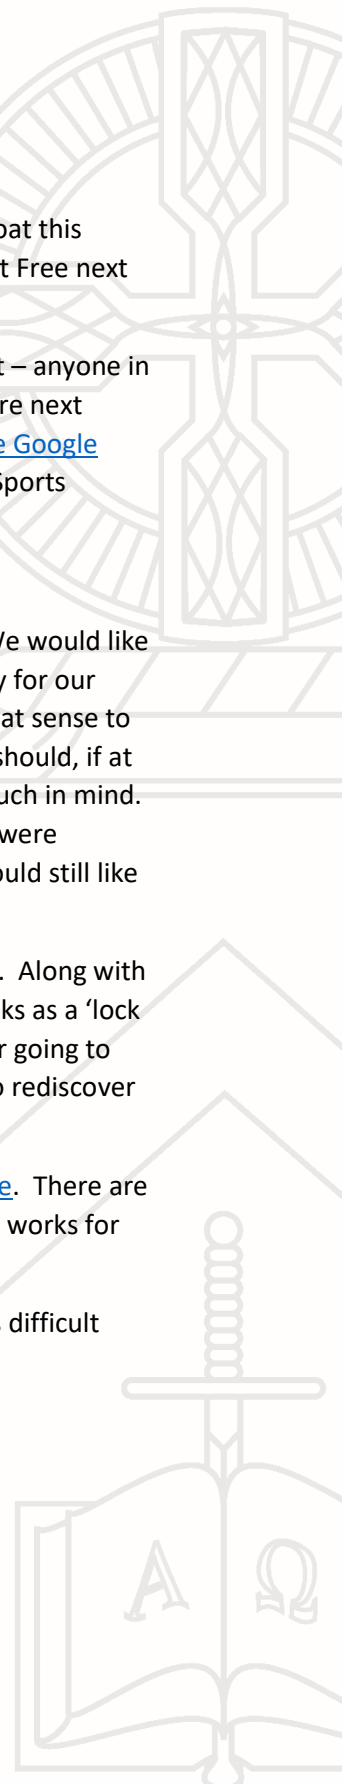 bat this
t Free next
t – anyone in
re next
e Google
Sports
We would like
y for our
at sense to
should, if at
uch in mind.
were
ould still like
. Along with
ks as a ‘lock
r going to
o rediscover
e. There are
works for
difficult
Α Ω